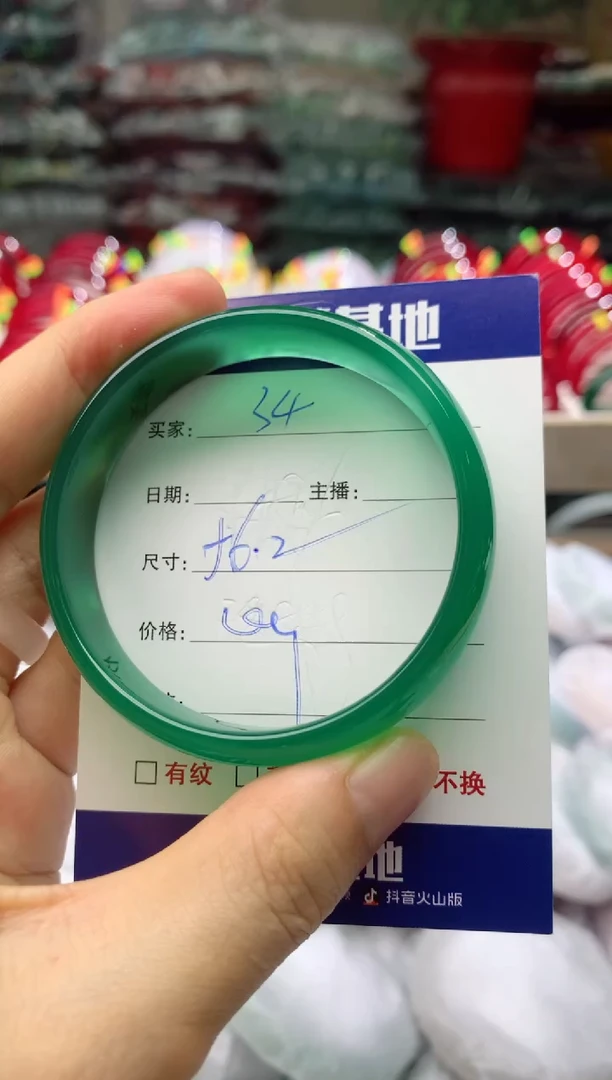 基地
买家: 34
日期: 主播:
尺寸: 56.2
价格:
有纹
不换
地
抖音火山版